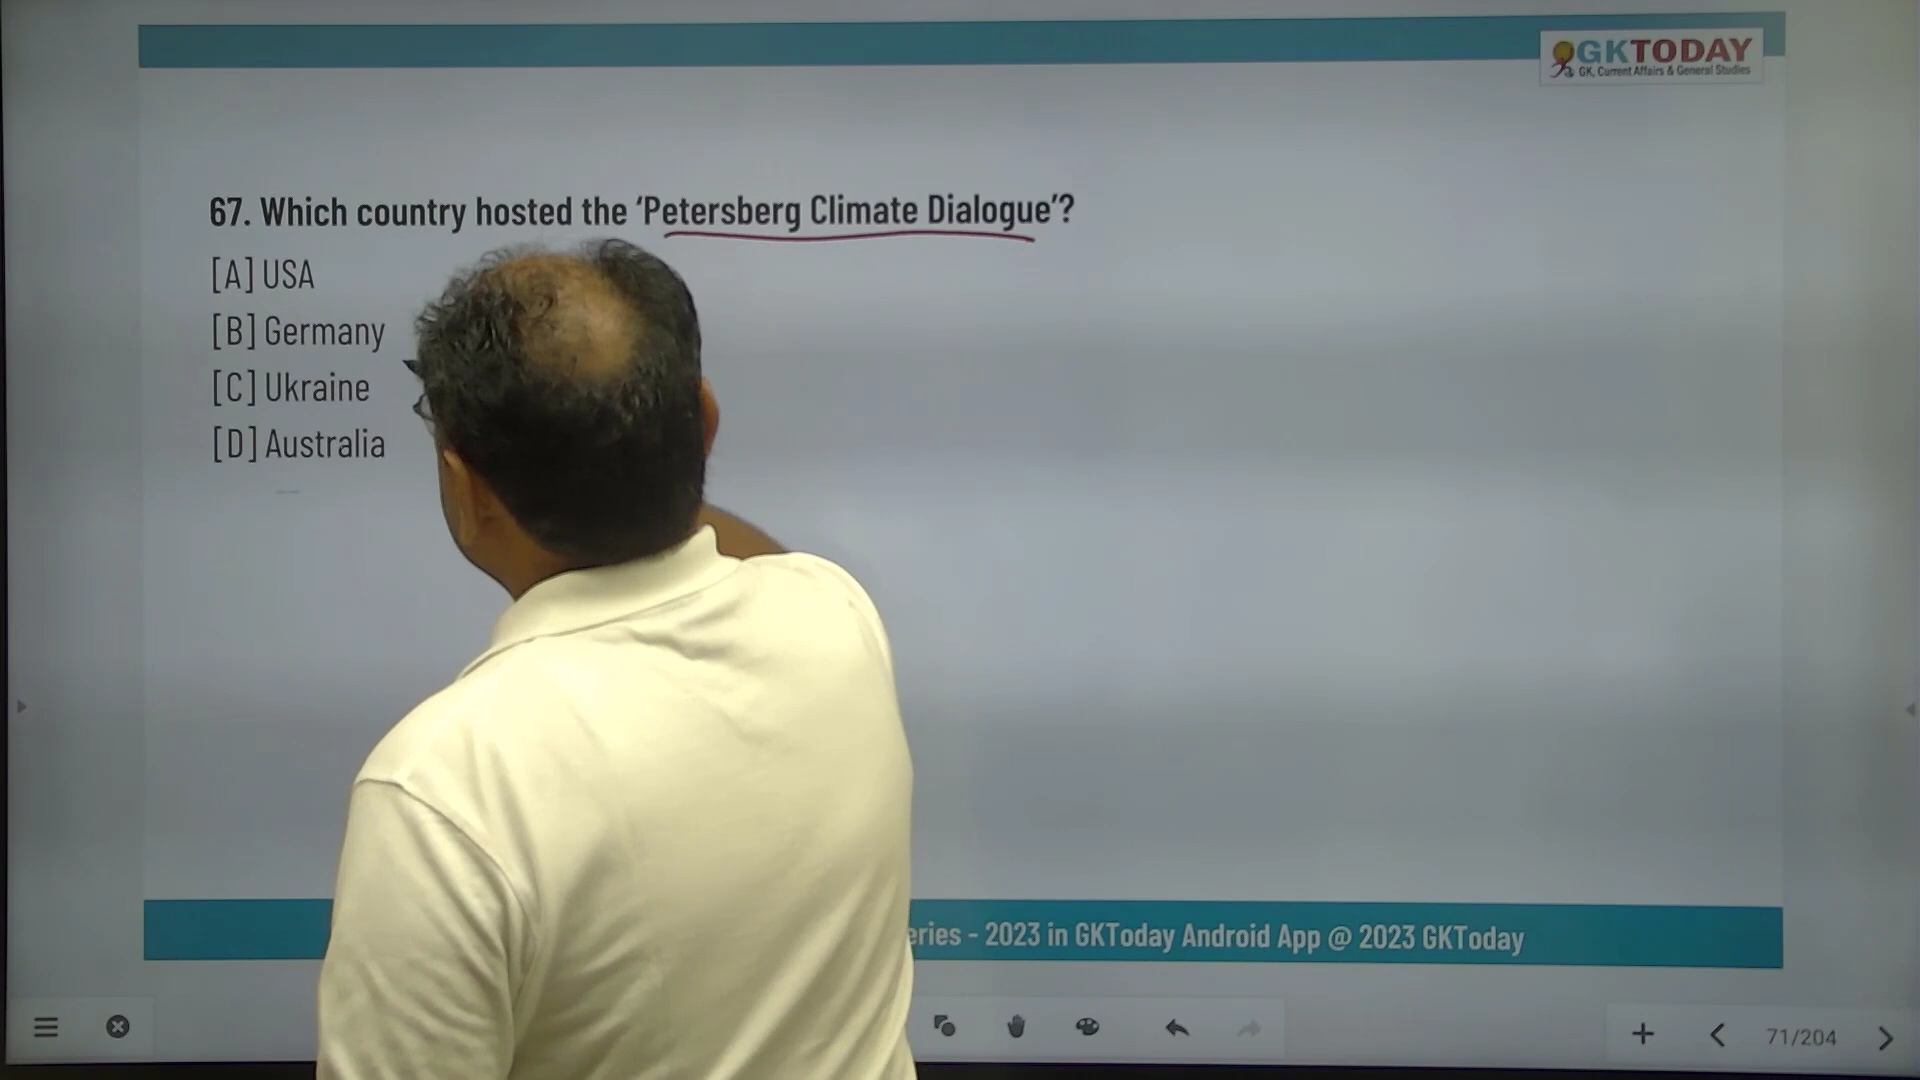 GKTODAY
GK, Current Affairs & General Studies
67. Which country hosted the ‘Petersberg Climate Dialogue’?
[A] USA
[B] Germany
[C] Ukraine
[D] Australia
- 2023 in GKToday Android App @ 2023 GKToday
71/204